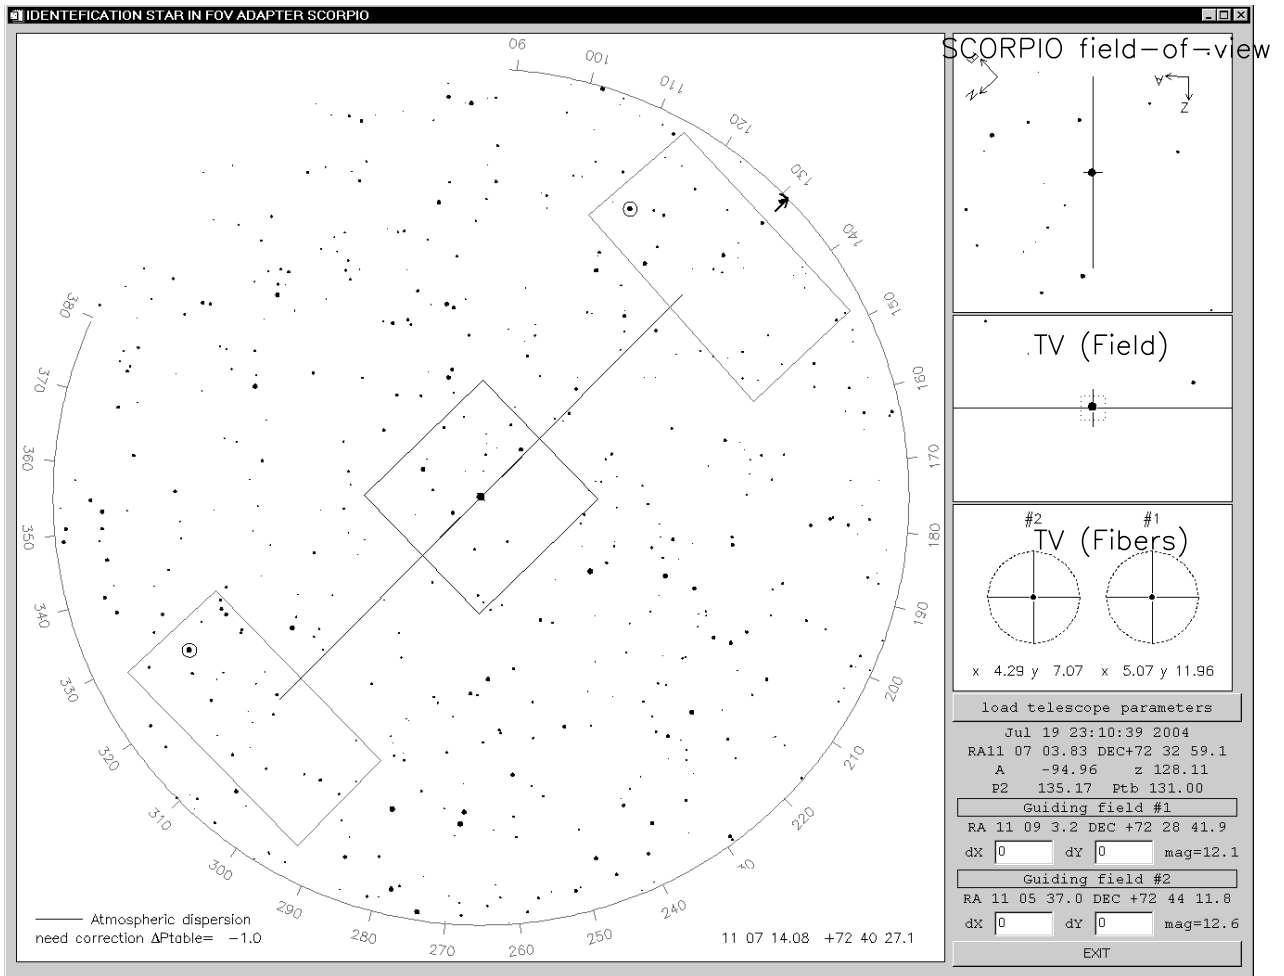 IDENTEFICATION STAR IN FOV ADAPTER SCORPIO
90
100
110
120
130
140
150
160
170
180
190
200
210
220
240
250
260
270
280
290
300
310
320
330
340
350
360
370
380
Atmospheric dispersion
need correction ΔPtable= -1.0
11 07 14.08 +72 40 27.1
SCORPIO field-of-view
N
A
Z
TV (Field)
#2 #1
TV (Fibers)
x 4.29 y 7.07 x 5.07 y 11.96
load telescope parameters
Jul 19 23:10:39 2004
RA11 07 03.83 DEC+72 32 59.1
A -94.96 z 128.11
P2 135.17 Ptb 131.00
Guiding field #1
RA 11 09 3.2 DEC +72 28 41.9
dX 0 dY 0 mag=12.1
Guiding field #2
RA 11 05 37.0 DEC +72 44 11.8
dX 0 dY 0 mag=12.6
EXIT